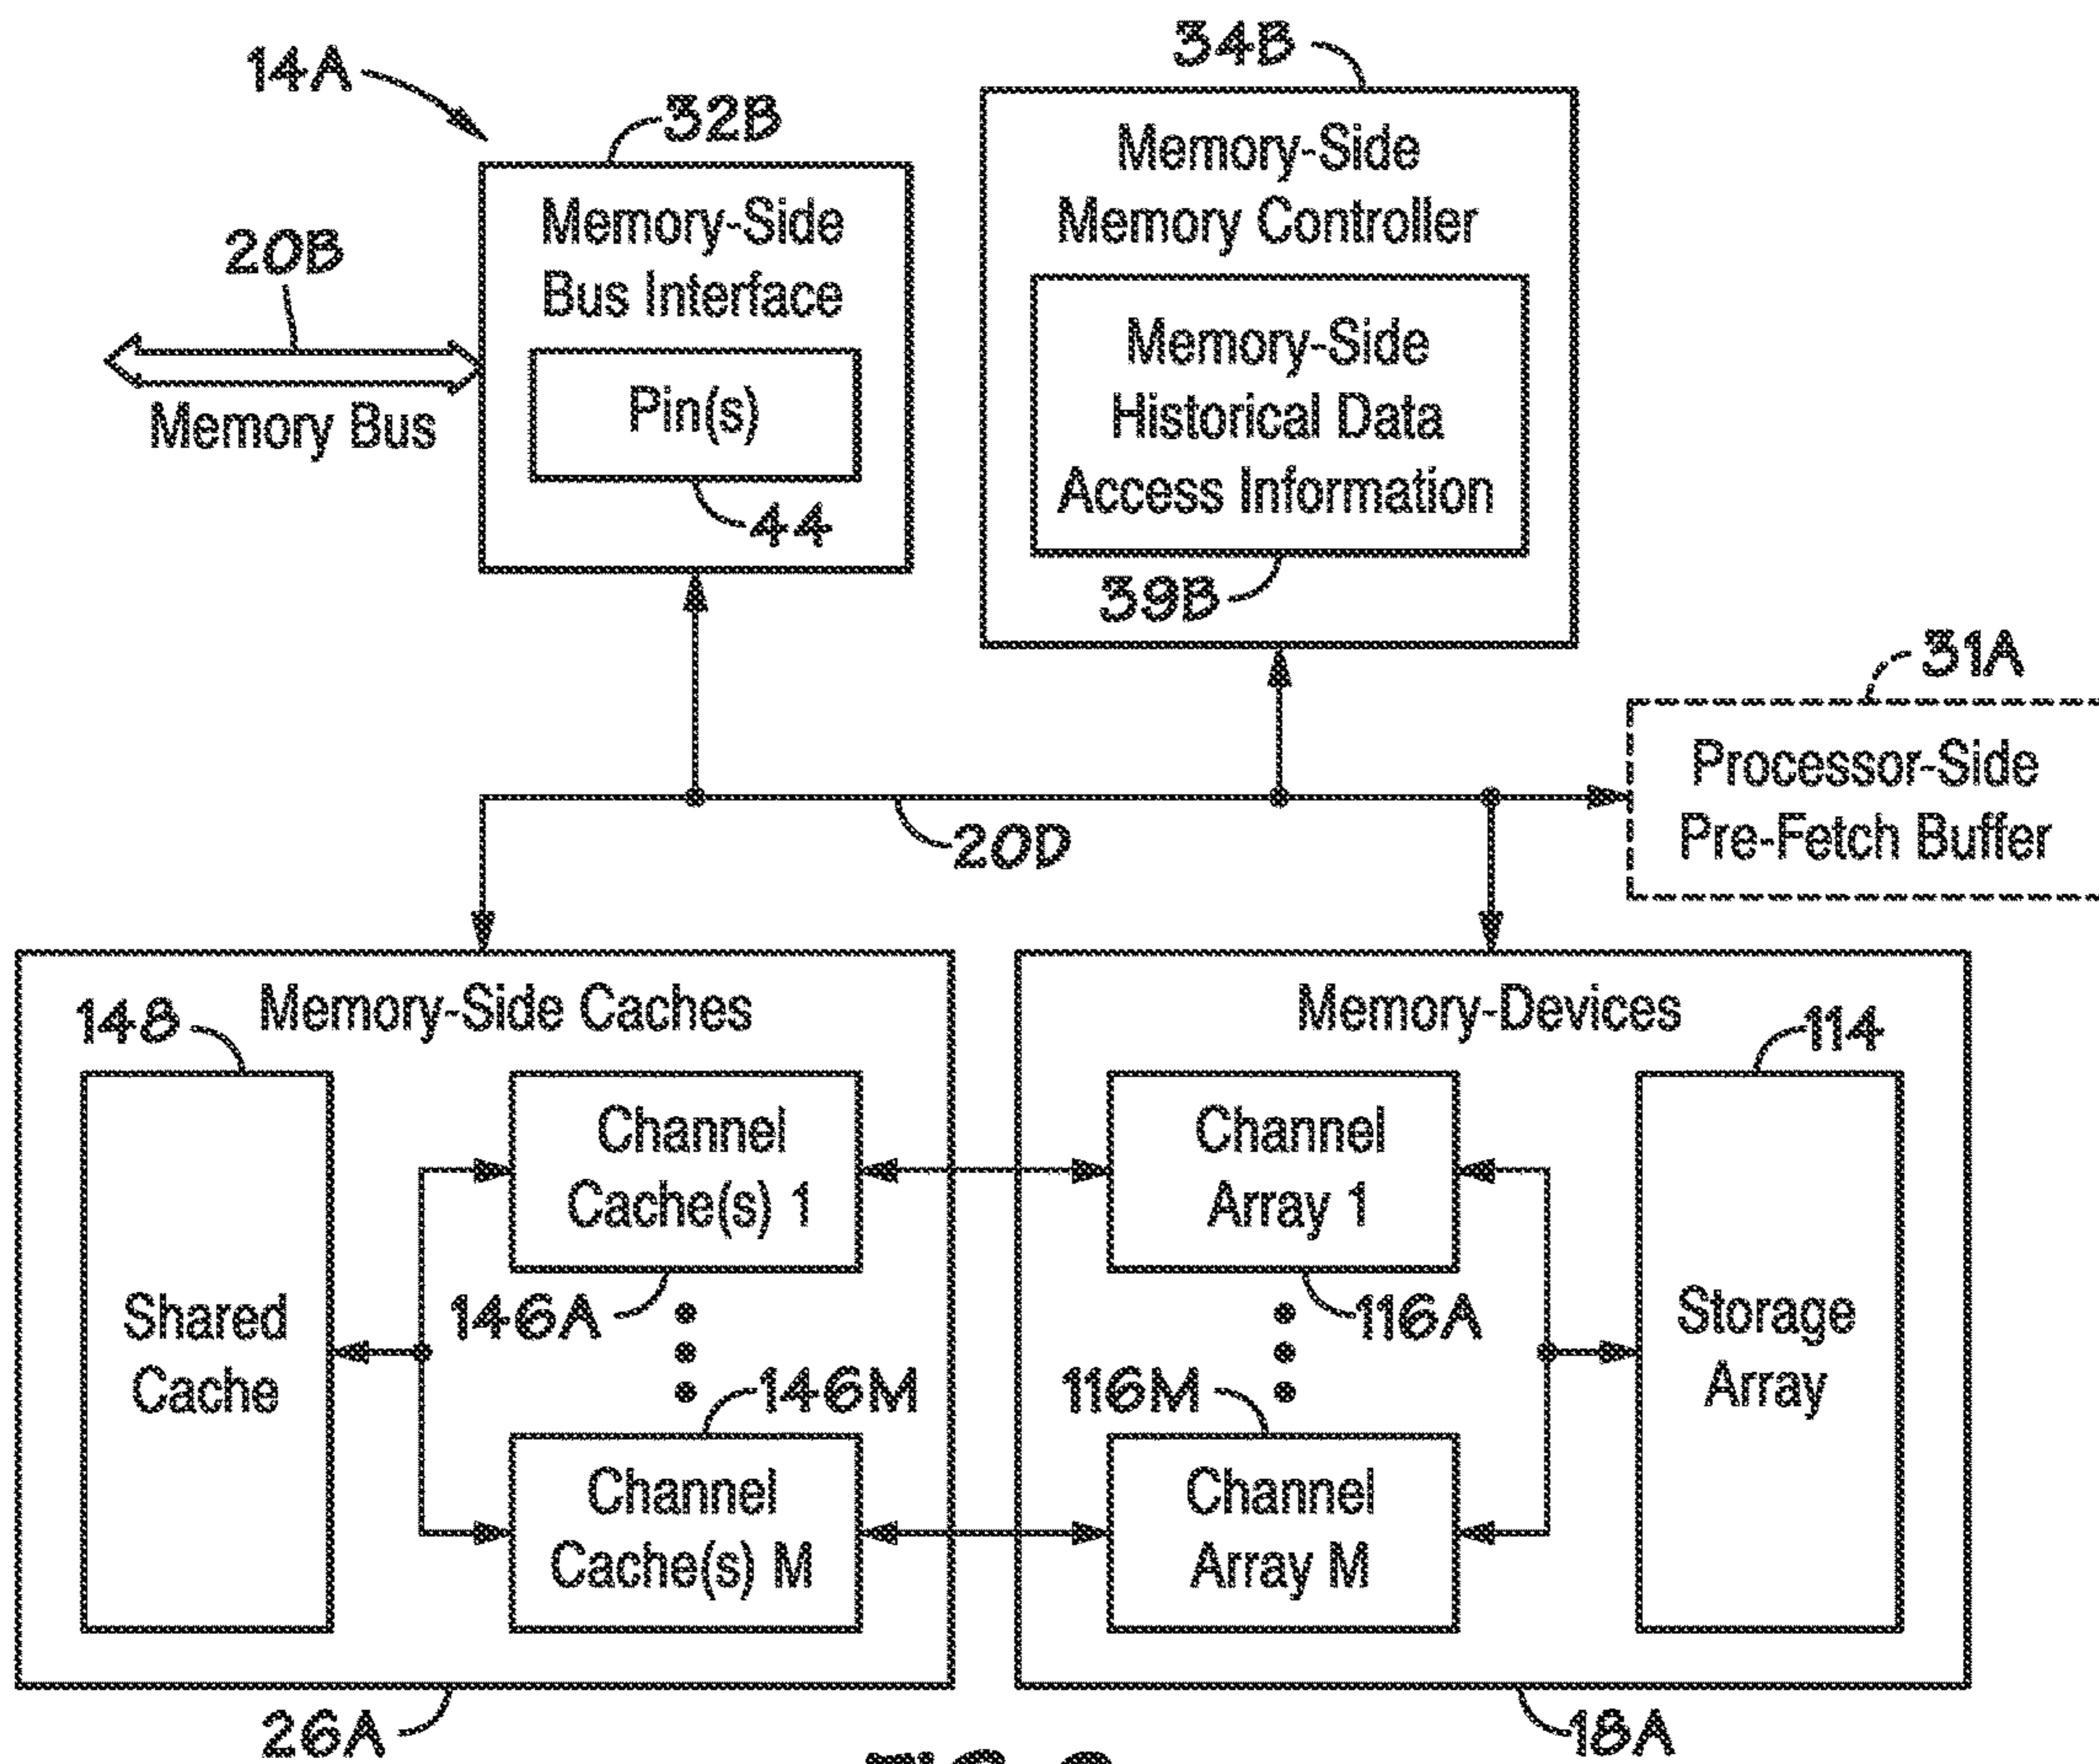 34B
14A
32B
Memory-Side
Memory Controller
Memory-Side
Bus Interface
20B
Memory-Side
Historical Data
Access Information
Pin(s)
Memory Bus
44
39B
31A
Processor-Side
Pre-Fetch Buffer
20D
Memory-Side Caches
148
Memory-Devices
114
Channel
Cache(s) 1
Channel
Array 1
146A
116A
Shared
Cache
Storage
Array
146M
116M
Channel
Cache(s) M
Channel
Array M
26A
18A